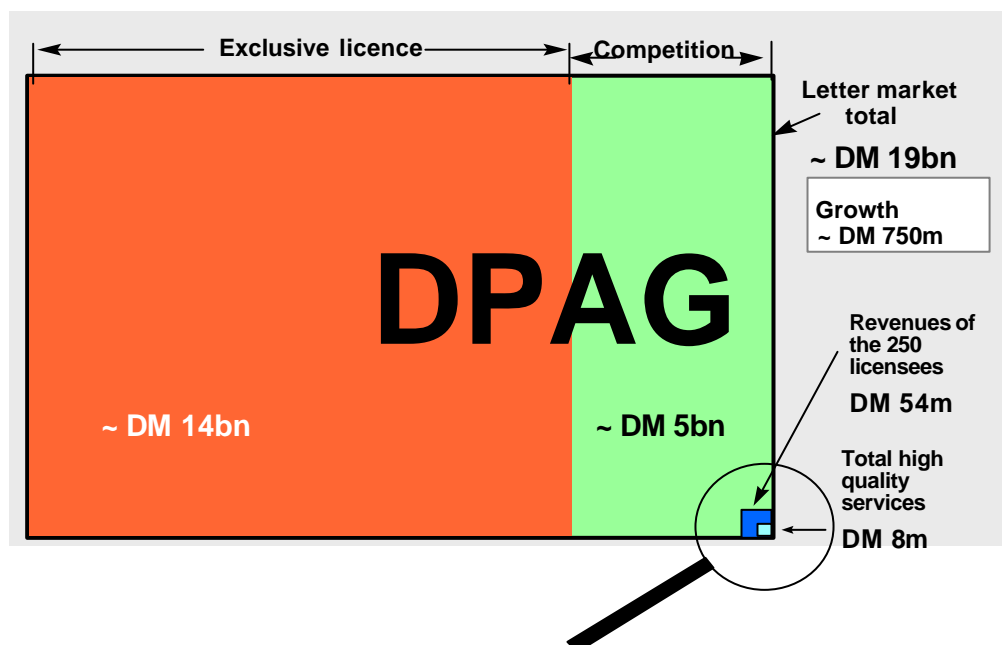 Exclusive licence
Competition
Letter market
total
~ DM 19bn
Growth
~ DM 750m
DPAG
Revenues of
the 250
licensees
DM 54m
~ DM 14bn
~ DM 5bn
Total high
quality
services
DM 8m